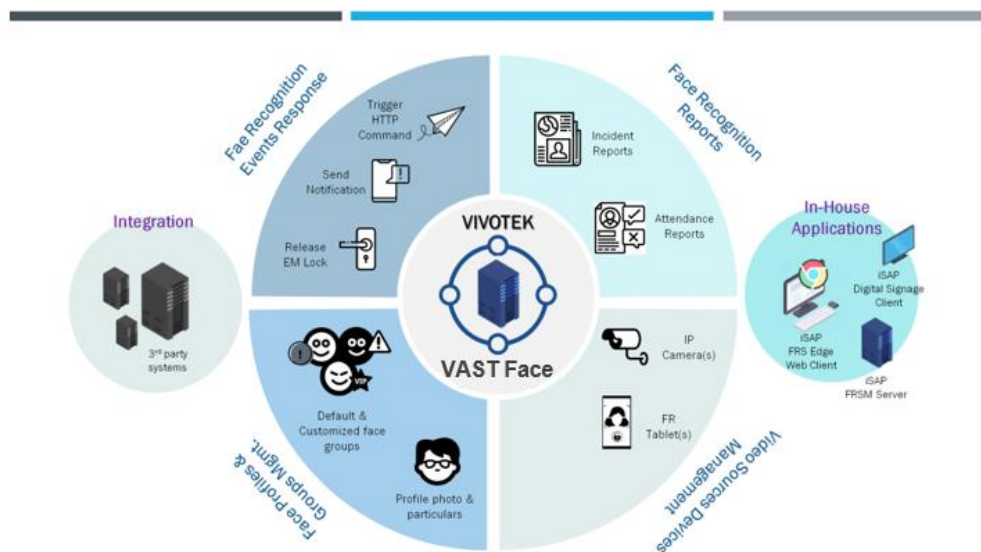 Fae Recognition
Events Response
Trigger
HTTP
Command
Send
Notification
!
Release
EM Lock
Face Recognition
Reports
Incident
Reports
Attendance
Reports
Integration
3rd party
systems
VIVOTEK
VAST Face
In-House
Applications
iSAP
Digital Signage
Client
iSAP
FRS Edge
Web Client
iSAP
FRSM Server
!
!
VIP
Default &
Customized face
groups
Profile photo &
particulars
Face Profiles &
Groups Mgmt.
IP
Camera(s)
FR
Tablet(s)
Video Sources Devices
Management